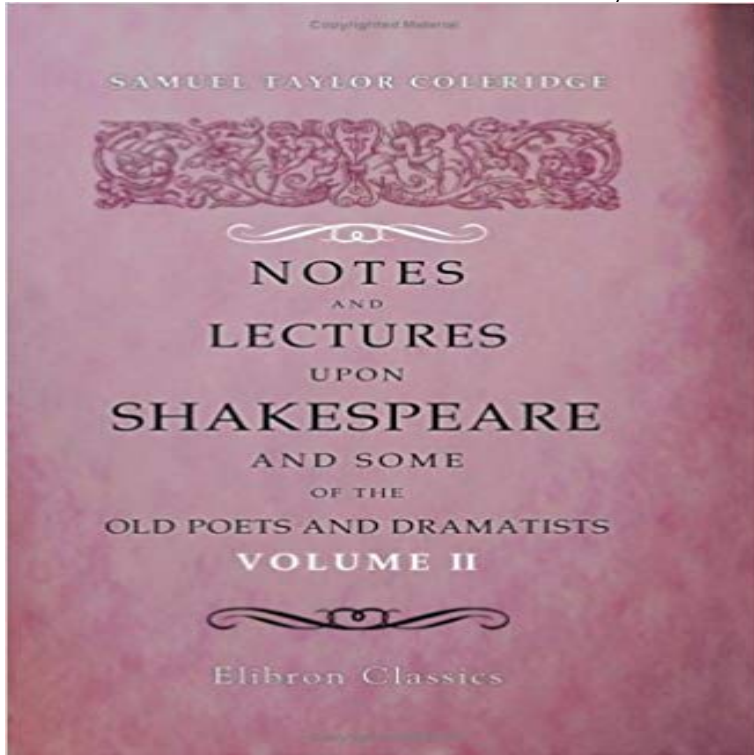 Copyrighted Material
SAMUEL TAYLOR COLERIDGE
NOTES
AND
LECTURES
UPON
SHAKESPEARE
AND SOME
OF THE
OLD POETS AND DRAMATISTS
VOLUME II
Elibron Classics